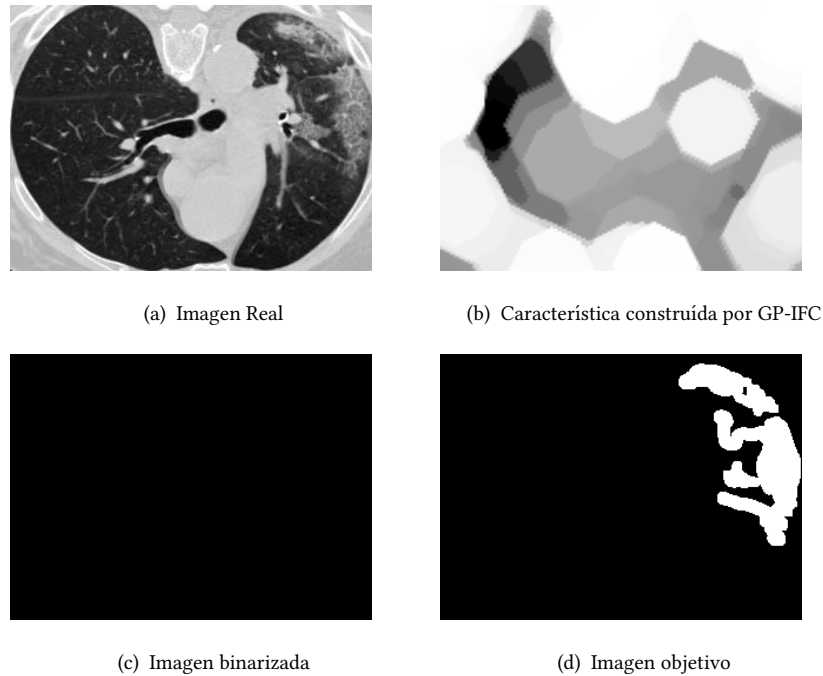 (a) Imagen Real
(b) Característica construída por GP-IFC
(c) Imagen binarizada
(d) Imagen objetivo